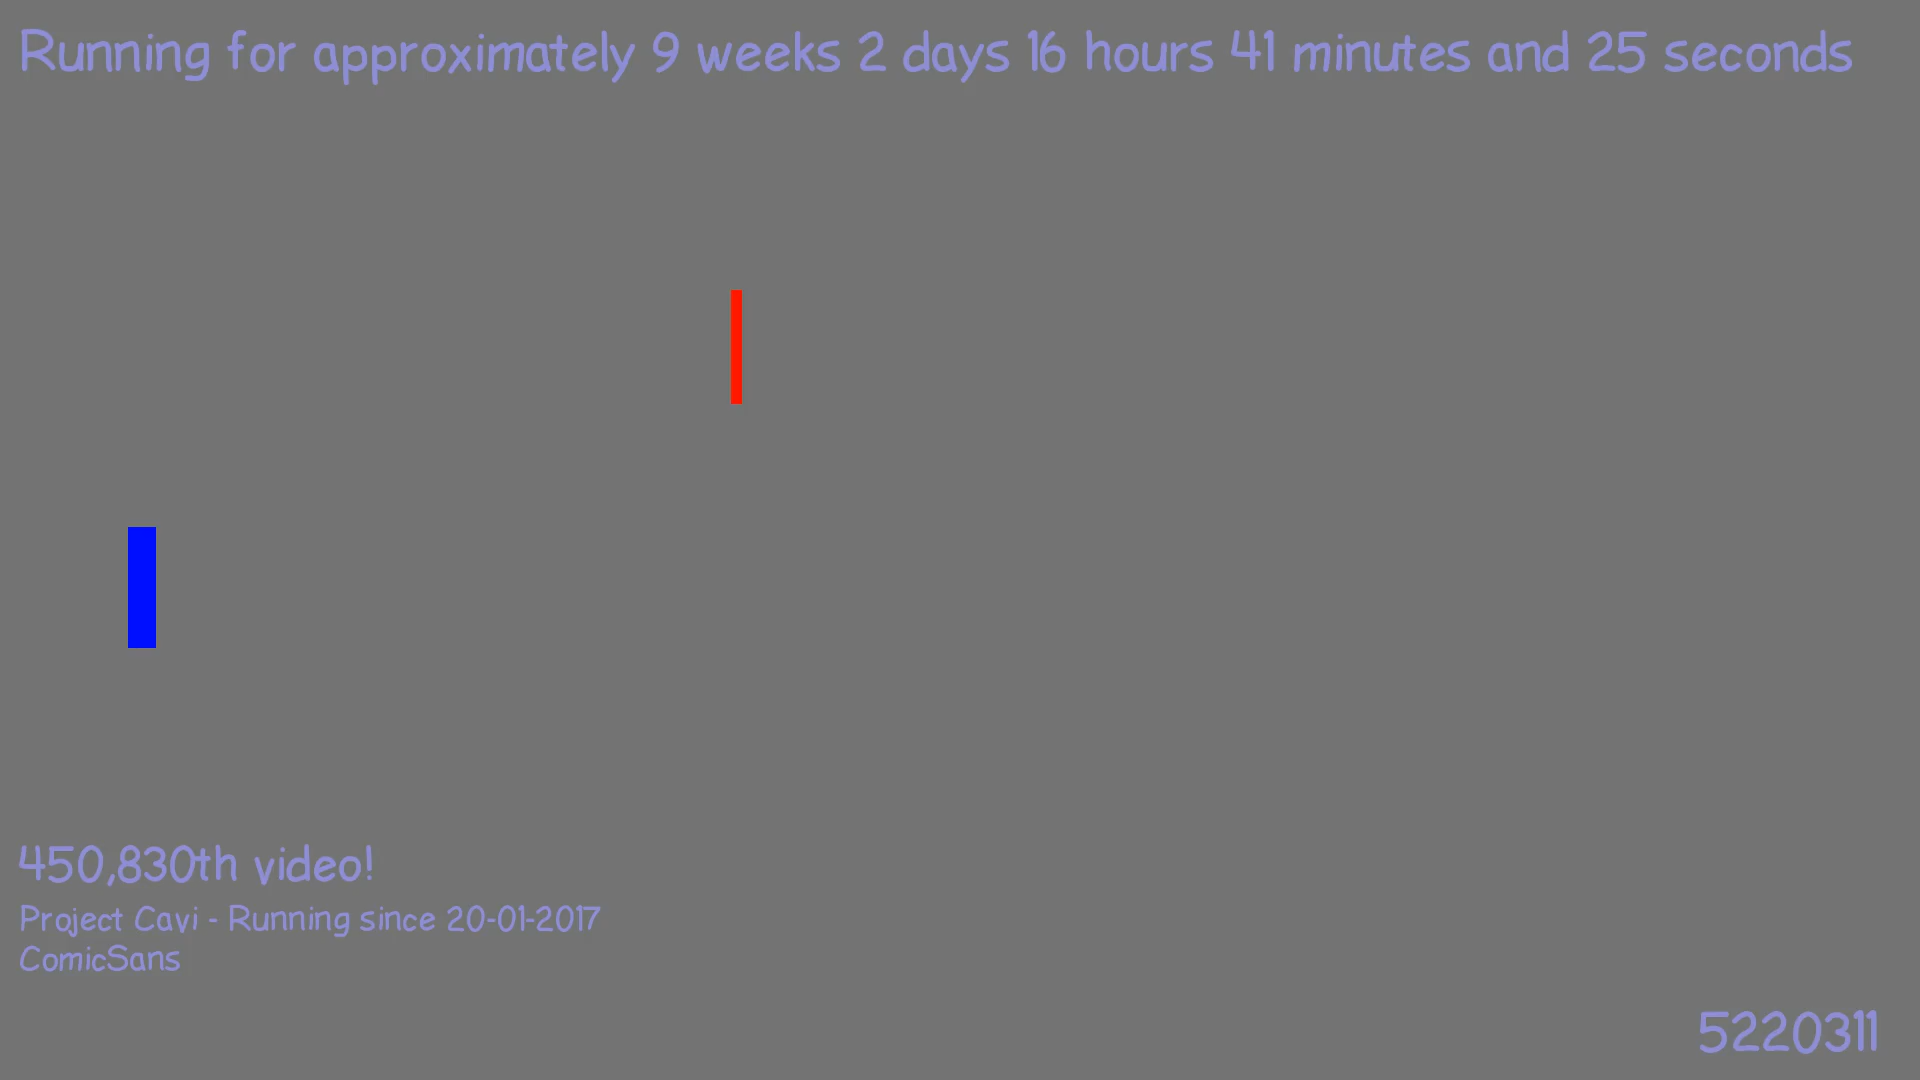 Running for approximately 9 weeks 2 days 16 hours 41 minutes and 25 seconds
450,830th video!
Project Cavi - Running since 20-01-2017
ComicSans
5220311